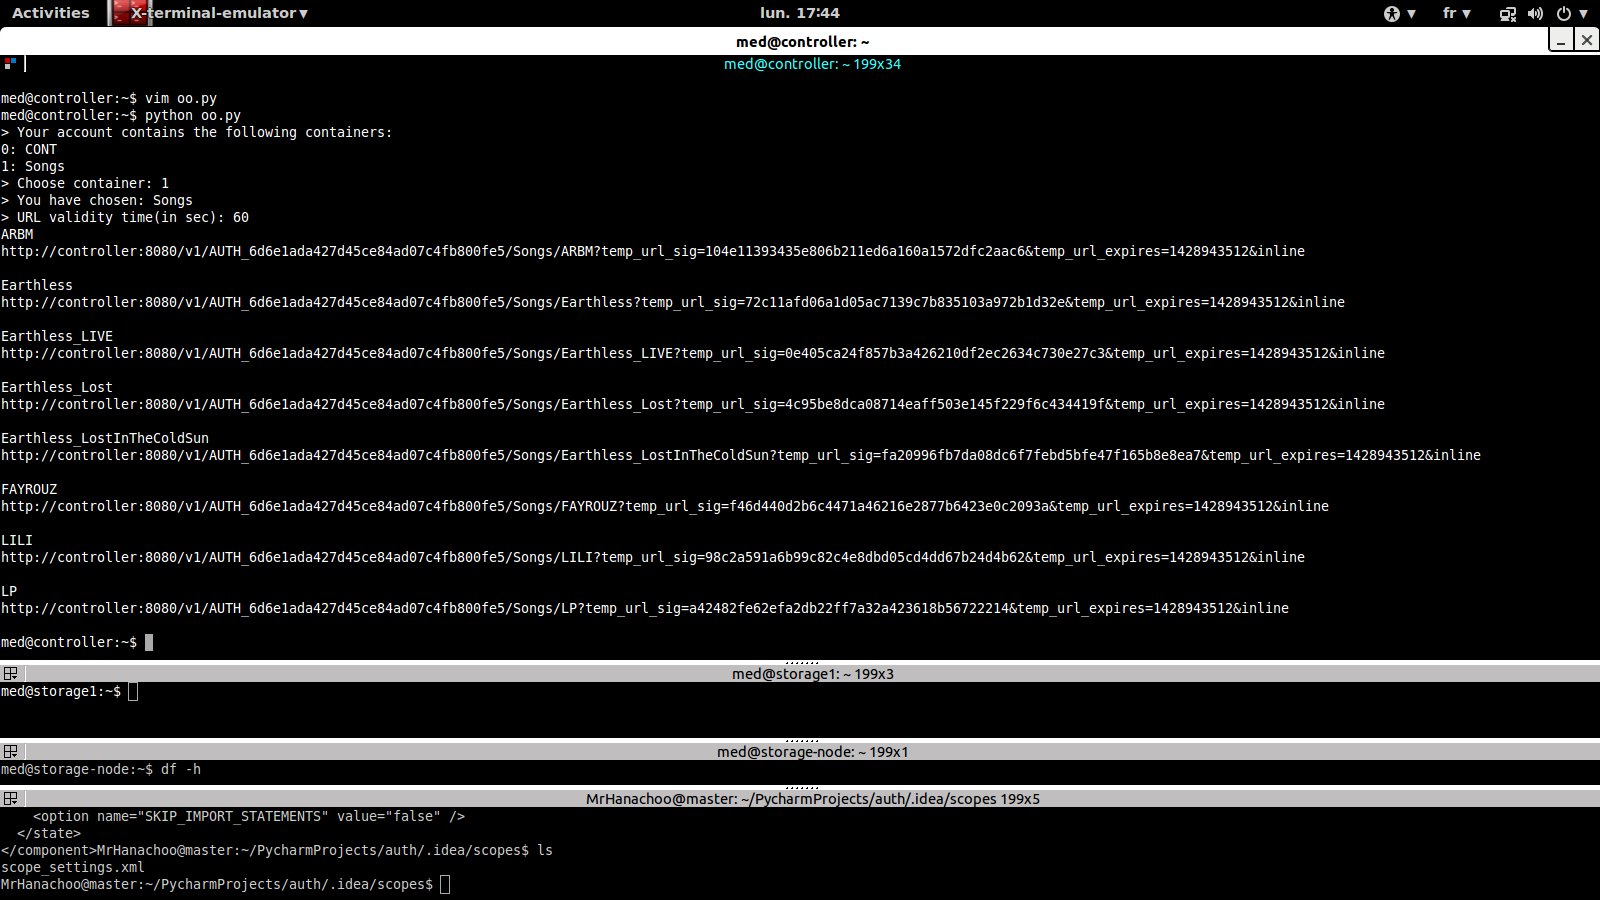 Activities X-terminal-emulator lun. 17:44 fr
med@controller: ~
med@controller: ~ 199x34
med@controller:~$ vim oo.py
med@controller:~$ python oo.py
> Your account contains the following containers:
0: CONT
1: Songs
> Choose container: 1
> You have chosen: Songs
> URL validity time(in sec): 60
ARBM
http://controller:8080/v1/AUTH_6d6e1ada427d45ce84ad07c4fb800fe5/Songs/ARBM?temp_url_sig=104e11393435e806b211ed6a160a1572dfc2aac6&temp_url_expires=1428943512&inline
Earthless
http://controller:8080/v1/AUTH_6d6e1ada427d45ce84ad07c4fb800fe5/Songs/Earthless?temp_url_sig=72c11afd06a1d05ac7139c7b835103a972b1d32e&temp_url_expires=1428943512&inline
Earthless_LIVE
http://controller:8080/v1/AUTH_6d6e1ada427d45ce84ad07c4fb800fe5/Songs/Earthless_LIVE?temp_url_sig=0e405ca24f857b3a426210df2ec2634c730e27c3&temp_url_expires=1428943512&inline
Earthless_Lost
http://controller:8080/v1/AUTH_6d6e1ada427d45ce84ad07c4fb800fe5/Songs/Earthless_Lost?temp_url_sig=4c95be8dca08714eaff503e145f229f6c434419f&temp_url_expires=1428943512&inline
Earthless_LostInTheColdSun
http://controller:8080/v1/AUTH_6d6e1ada427d45ce84ad07c4fb800fe5/Songs/Earthless_LostInTheColdSun?temp_url_sig=fa20996fb7da08dc6f7febd5bfe47f165b8e8ea7&temp_url_expires=1428943512&inline
FAYROUZ
http://controller:8080/v1/AUTH_6d6e1ada427d45ce84ad07c4fb800fe5/Songs/FAYROUZ?temp_url_sig=f46d440d2b6c4471a46216e2877b6423e0c2093a&temp_url_expires=1428943512&inline
LILI
http://controller:8080/v1/AUTH_6d6e1ada427d45ce84ad07c4fb800fe5/Songs/LILI?temp_url_sig=98c2a591a6b99c82c4e8dbd05cd4dd67b24d4b62&temp_url_expires=1428943512&inline
LP
http://controller:8080/v1/AUTH_6d6e1ada427d45ce84ad07c4fb800fe5/Songs/LP?temp_url_sig=a42482fe62efa2db22ff7a32a423618b56722214&temp_url_expires=1428943512&inline
med@controller:~$
med@storage1: ~ 199x3
med@storage1:~$
med@storage-node: ~ 199x1
med@storage-node:~$ df -h
MrHanachoo@master: ~/PycharmProjects/auth/.idea/scopes 199x5
<option name="SKIP_IMPORT_STATEMENTS" value="false" />
</state>
</component>MrHanachoo@master:~/PycharmProjects/auth/.idea/scopes$ ls
scope_settings.xml
MrHanachoo@master:~/PycharmProjects/auth/.idea/scopes$